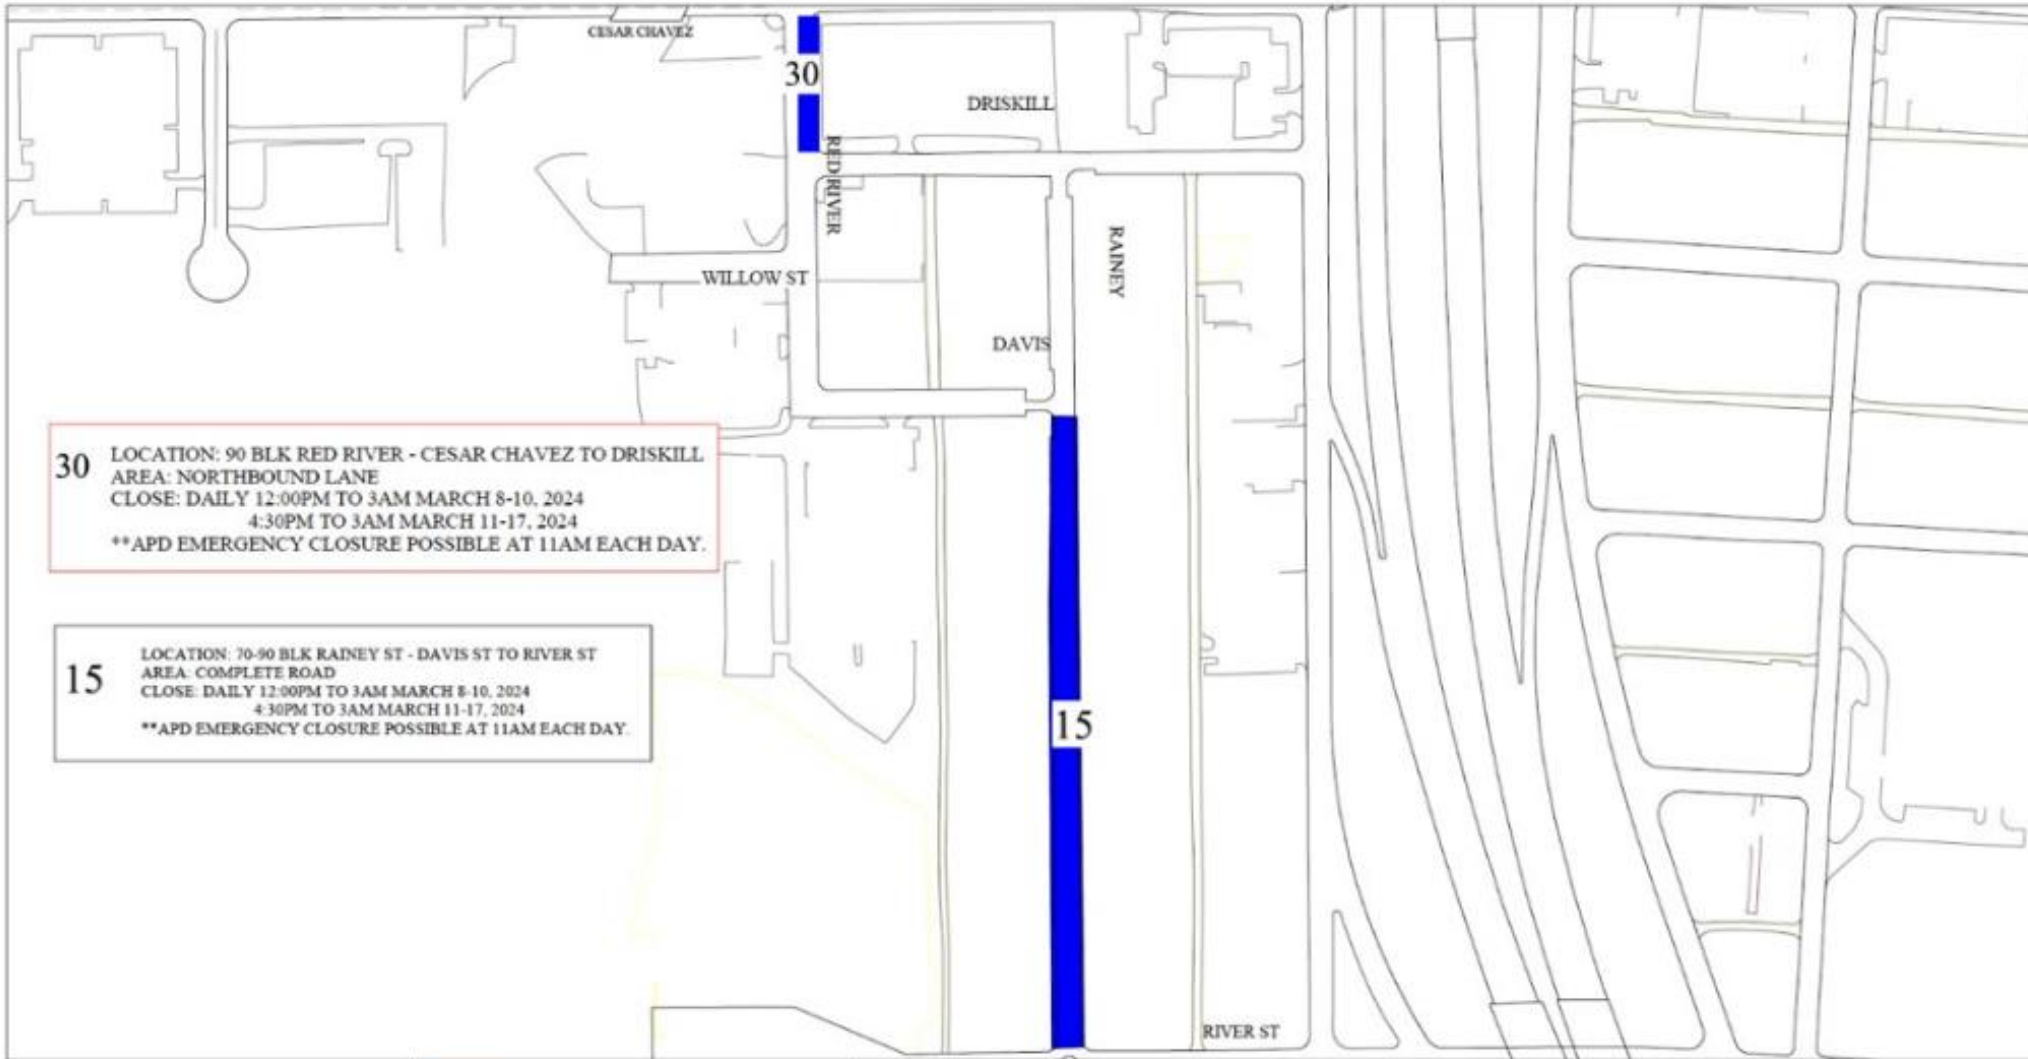 CESAR CHAVEZ
30
DRISKILL
RED RIVER
RAINEY
WILLOW ST
DAVIS
30
LOCATION: 90 BLK RED RIVER - CESAR CHAVEZ TO DRISKILL
AREA: NORTHBOUND LANE
CLOSE: DAILY 12:00PM TO 3AM MARCH 8-10, 2024
4:30PM TO 3AM MARCH 11-17, 2024
**APD EMERGENCY CLOSURE POSSIBLE AT 11AM EACH DAY.
15
LOCATION: 70-90 BLK RAINEY ST - DAVIS ST TO RIVER ST
AREA: COMPLETE ROAD
CLOSE: DAILY 12:00PM TO 3AM MARCH 8-10, 2024
4:30PM TO 3AM MARCH 11-17, 2024
**APD EMERGENCY CLOSURE POSSIBLE AT 11AM EACH DAY.
15
RIVER ST